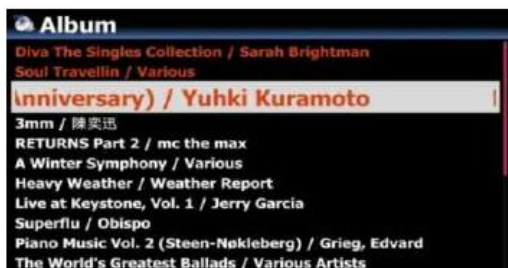 Album
Diva The Singles Collection / Sarah Brightman
Soul Travellin / Various
Anniversary) / Yuhki Kuramoto
3mm / 陳奕迅
RETURNS Part 2 / mc the max
A Winter Symphony / Various
Heavy Weather / Weather Report
Live at Keystone, Vol. 1 / Jerry Garcia
Superflu / Obispo
Piano Music Vol. 2 (Steen-Nøkleberg) / Grieg, Edvard
The World's Greatest Ballads / Various Artists